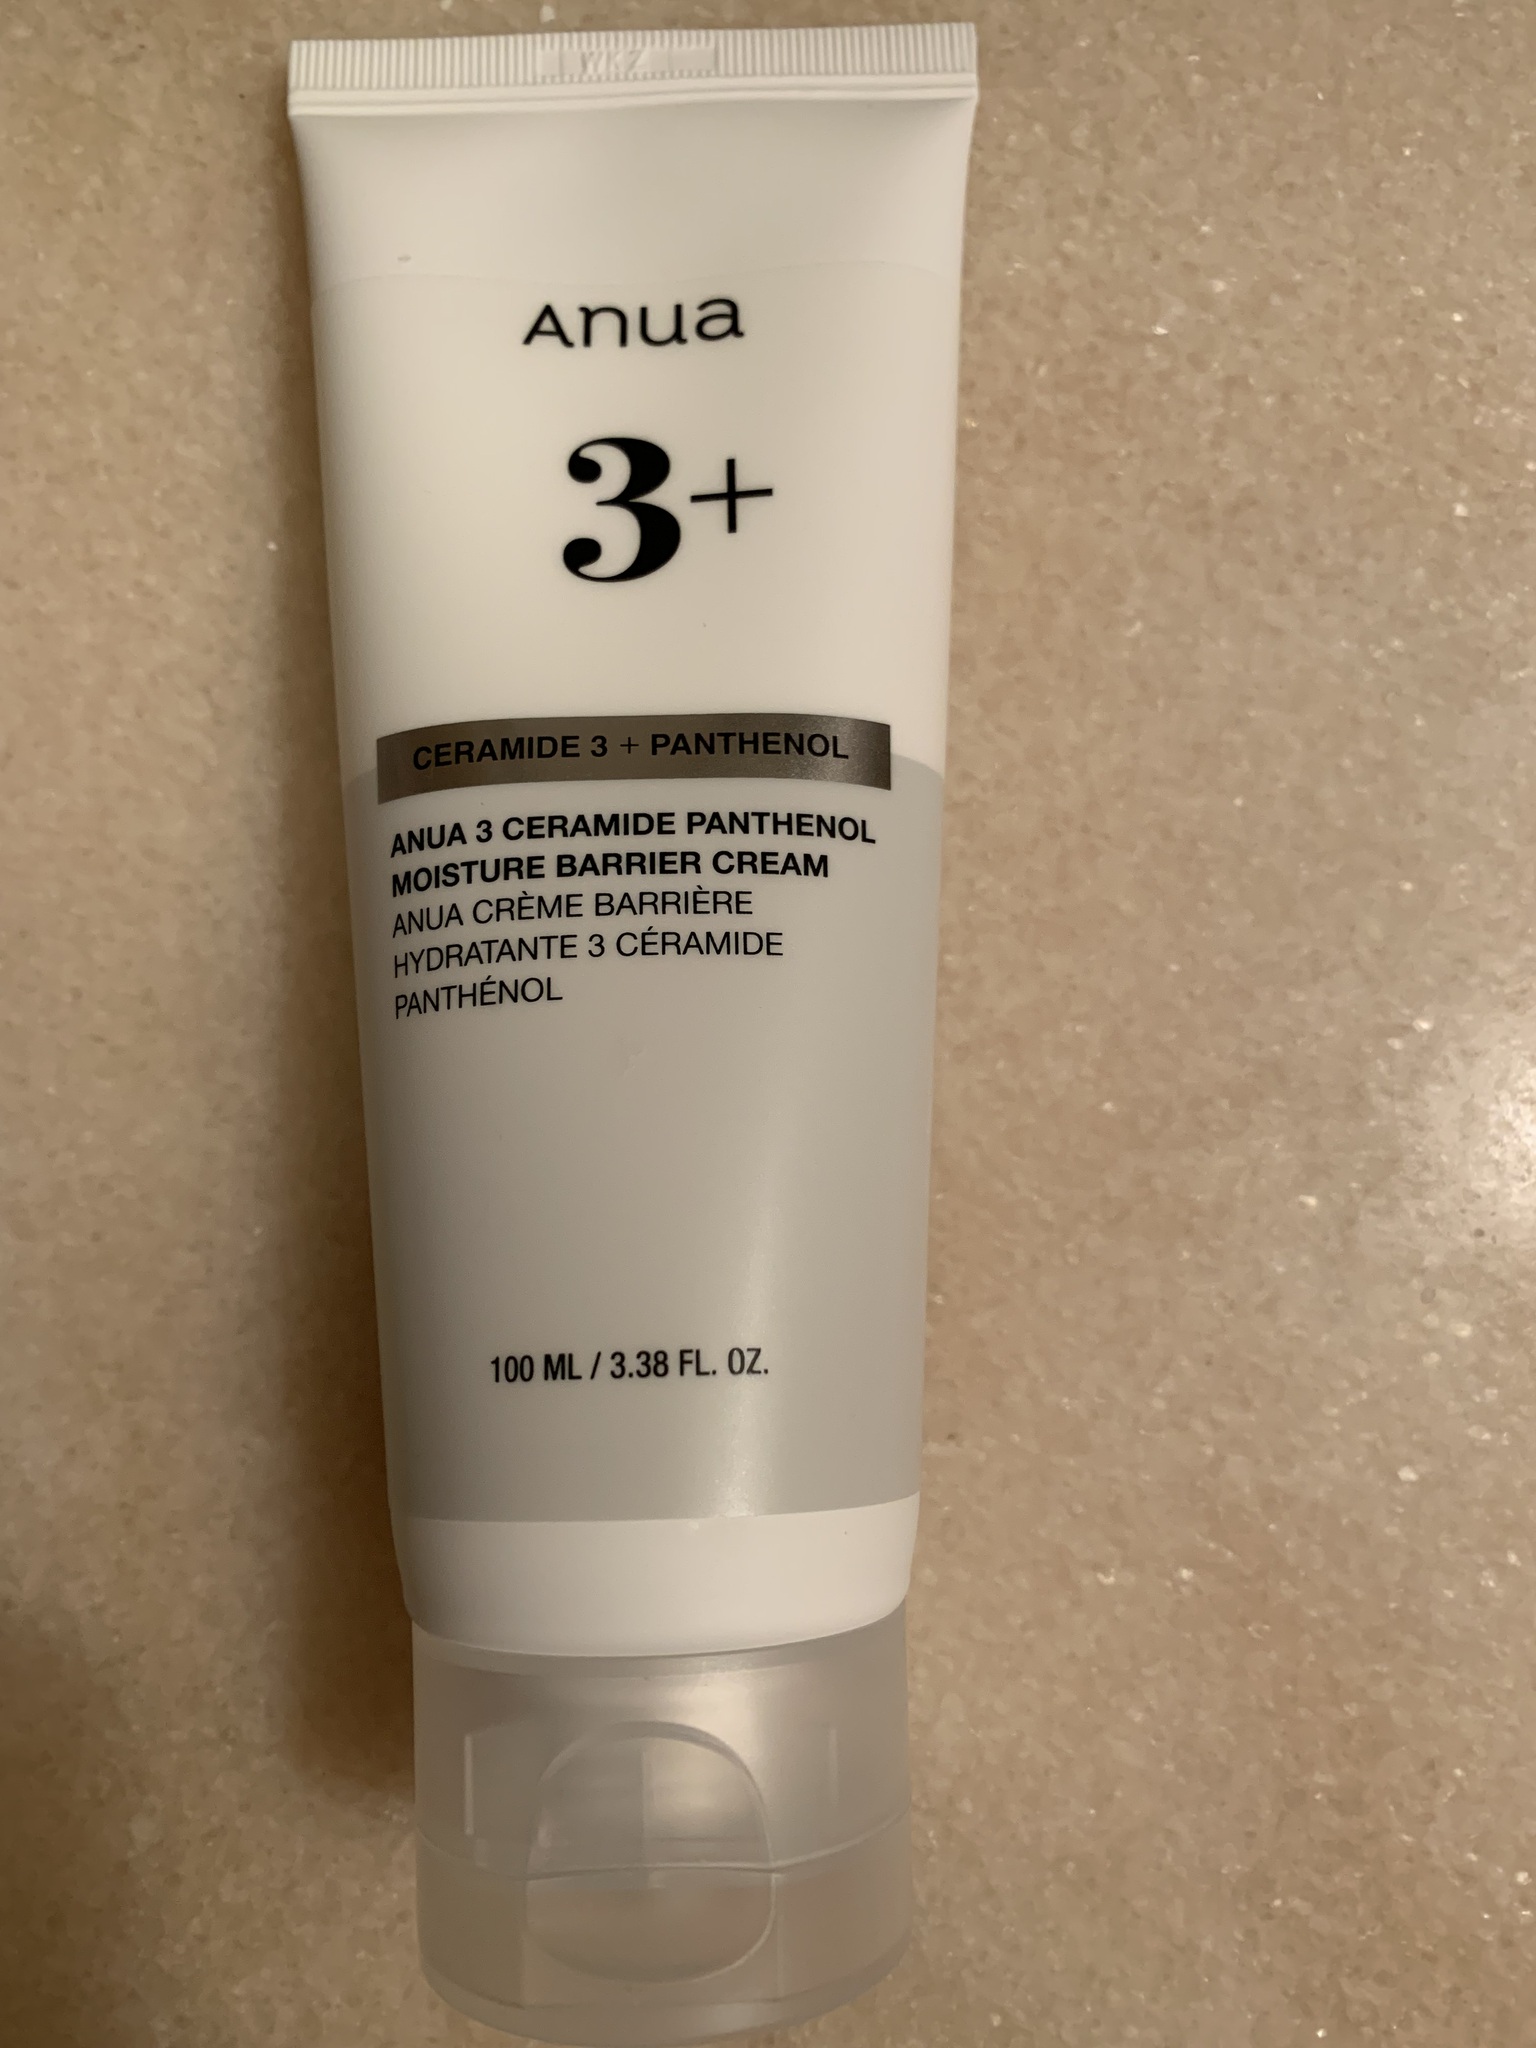 Anua
3+
CERAMIDE 3 + PANTHENOL
ANUA 3 CERAMIDE PANTHENOL
MOISTURE BARRIER CREAM
ANUA CRÈME BARRIÈRE
HYDRATANTE 3 CÉRAMIDE
PANTHÉNOL
100 ML / 3.38 FL. OZ.